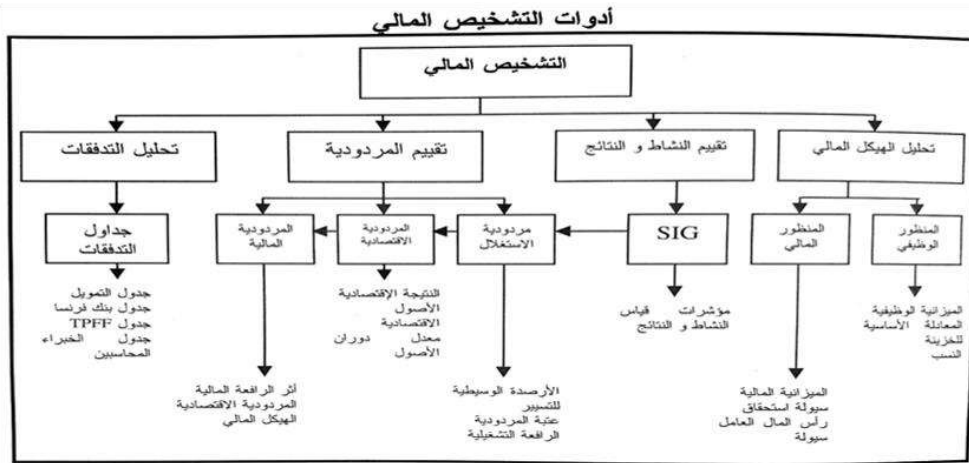 أدوات التشخيص المالي
التشخيص المالي
تحليل الهيكل المالي
تقييم النشاط و النتائج
تقييم المردودية
تحليل التدفقات
المنظور
الوظيفي
المنظور
المالي
SIG
مردودية
الاستغلال
المردودية
الاقتصادية
المردودية
المالية
جداول
التدفقات
الميزانية الوظيفية
المعادلة الأساسية
للخزينة
النسب
الميزانية المالية
سيولة استحقاق
رأس المال العامل
سيولة
مؤشرات قياس
النشاط و النتائج
الأرصدة الوسيطية
للتسيير
عتبة المردودية
الرافعة التشغيلية
النتيجة الإقتصادية
الأصول
الاقتصادية
معدل دوران
الأصول
أثر الرافعة المالية
المردودية الاقتصادية
الهيكل المالي
جدول التمويل
جدول بنك فرنسا
جدول TPFF
جدول الخبراء
المحاسبين